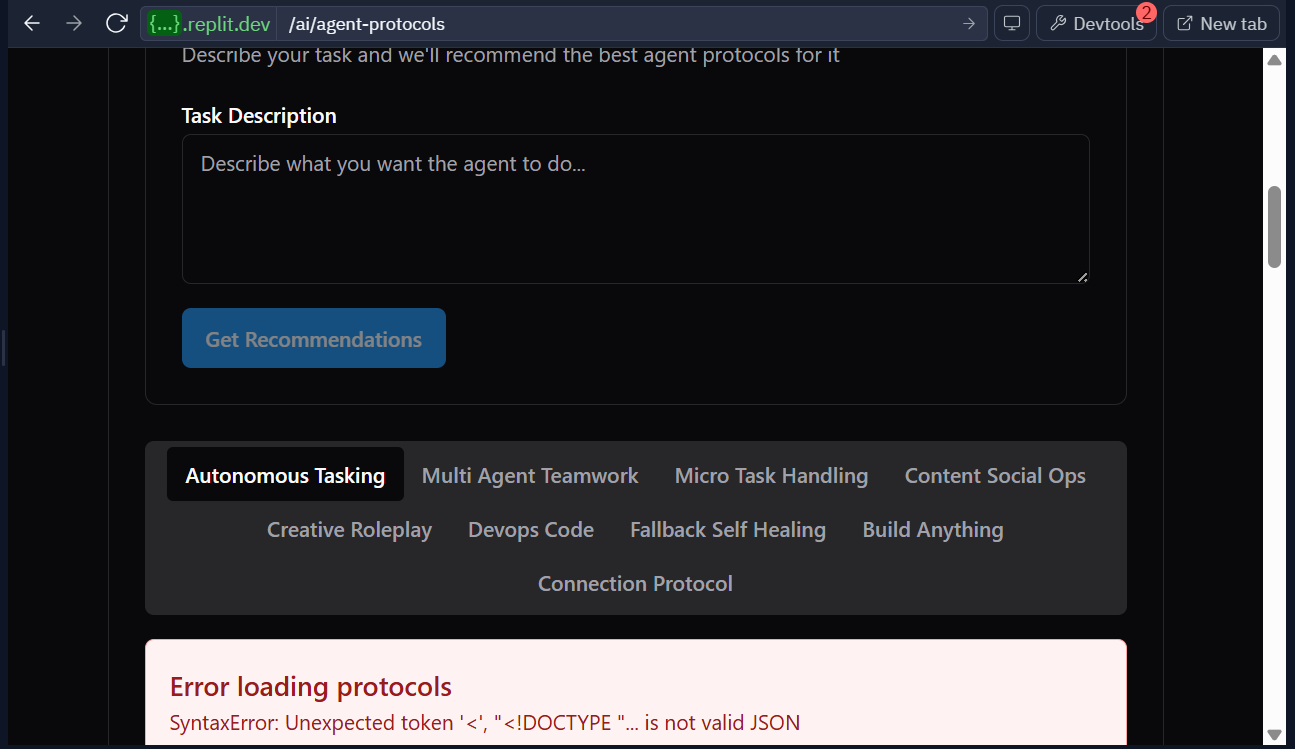 {...}.replit.dev /ai/agent-protocols Devtools 2 New tab
Describe your task and we'll recommend the best agent protocols for it
Task Description
Describe what you want the agent to do...
Get Recommendations
Autonomous Tasking Multi Agent Teamwork Micro Task Handling Content Social Ops
Creative Roleplay Devops Code Fallback Self Healing Build Anything
Connection Protocol
Error loading protocols
SyntaxError: Unexpected token '<', "<!DOCTYPE "... is not valid JSON